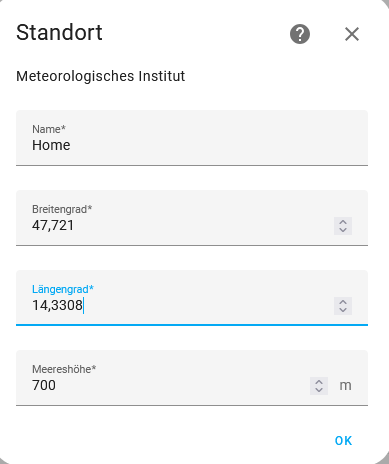 Standort
Meteorologisches Institut
Name*
Home
Breitengrad*
47,721
Längengrad*
14,3308
Meereshöhe*
700 m
OK